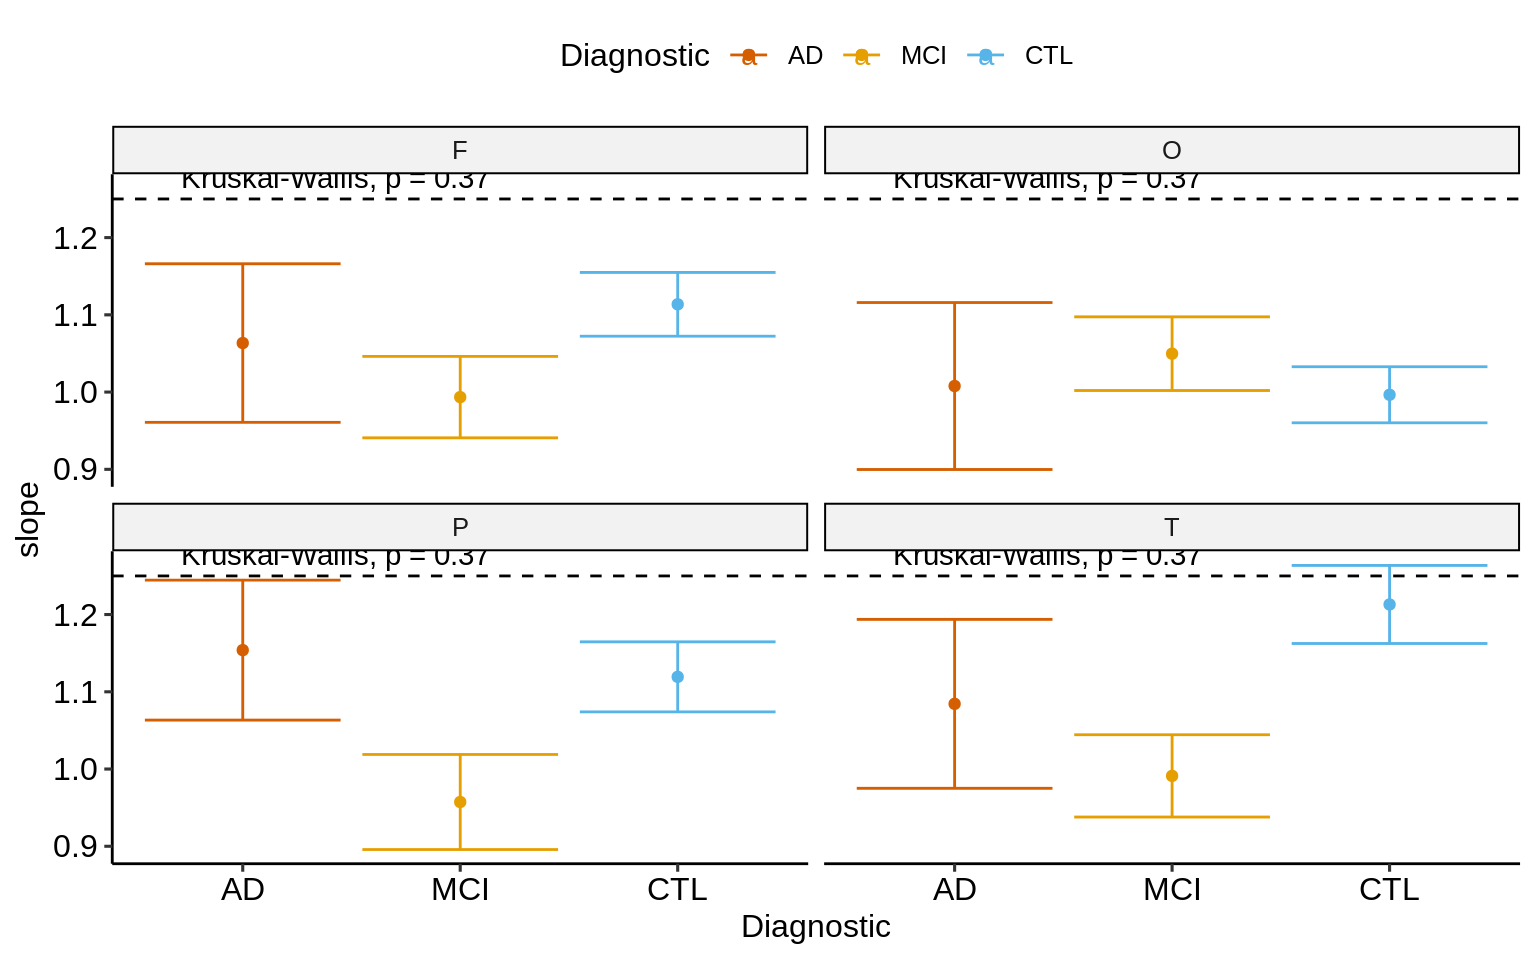 Diagnostic a AD a MCI a CTL
F
O
Kruskal-Wallis, p = 0.37
Kruskal-Wallis, p = 0.37
1.2
1.1
1.0
0.9
slope
P
T
Kruskal-Wallis, p = 0.37
Kruskal-Wallis, p = 0.37
1.2
1.1
1.0
0.9
AD MCI CTL
AD MCI CTL
Diagnostic